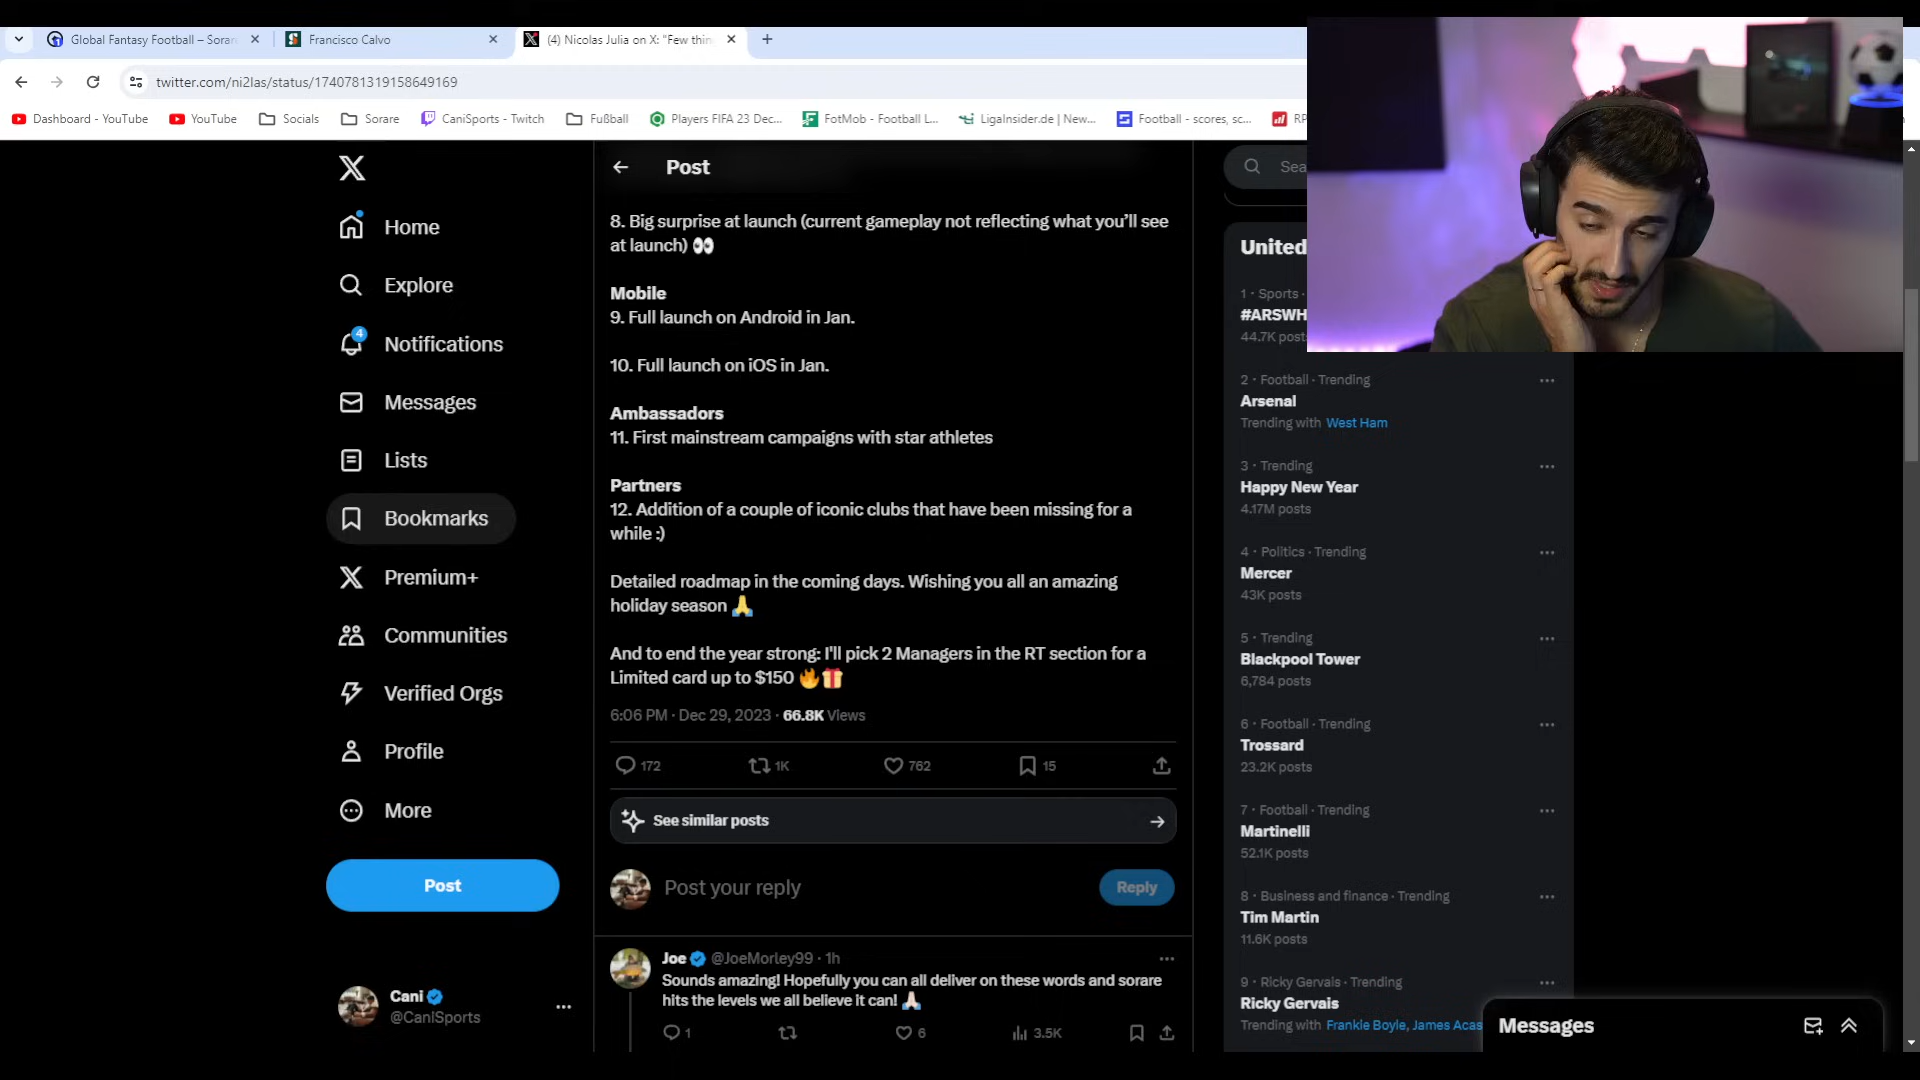 Global Fantasy Football – Sorar
Francisco Calvo
(4) Nicolas Julia on X: "Few thin
twitter.com/ni2las/status/1740781319158649169
Dashboard - YouTube
YouTube
Socials
Sorare
CaniSports - Twitch
Fußball
Players FIFA 23 Dec...
FotMob - Football L...
LigaInsider.de | New...
Football - scores, sc...
RP
Home
Explore
4
Notifications
Messages
Lists
Bookmarks
Premium+
Communities
Verified Orgs
Profile
More
Post
Cani
@CaniSports
Post
8. Big surprise at launch (current gameplay not reflecting what you’ll see
at launch) 👀
Mobile
9. Full launch on Android in Jan.
10. Full launch on iOS in Jan.
Ambassadors
11. First mainstream campaigns with star athletes
Partners
12. Addition of a couple of iconic clubs that have been missing for a
while :)
Detailed roadmap in the coming days. Wishing you all an amazing
holiday season 🙏
And to end the year strong: I'll pick 2 Managers in the RT section for a
Limited card up to $150 🔥🎁
6:06 PM · Dec 29, 2023 · 66.8K Views
172
1K
762
15
See similar posts
Post your reply
Reply
Joe @JoeMorley99 · 1h
Sounds amazing! Hopefully you can all deliver on these words and sorare
hits the levels we all believe it can! 🙏🏻
1
6
3.5K
Sea
United
1 · Sports ·
#ARSWH
44.7K posts
2 · Football · Trending
Arsenal
Trending with West Ham
3 · Trending
Happy New Year
4.17M posts
4 · Politics · Trending
Mercer
43K posts
5 · Trending
Blackpool Tower
6,784 posts
6 · Football · Trending
Trossard
23.2K posts
7 · Football · Trending
Martinelli
52.1K posts
8 · Business and finance · Trending
Tim Martin
11.6K posts
9 · Ricky Gervais · Trending
Ricky Gervais
Trending with Frankie Boyle, James Acas
Messages